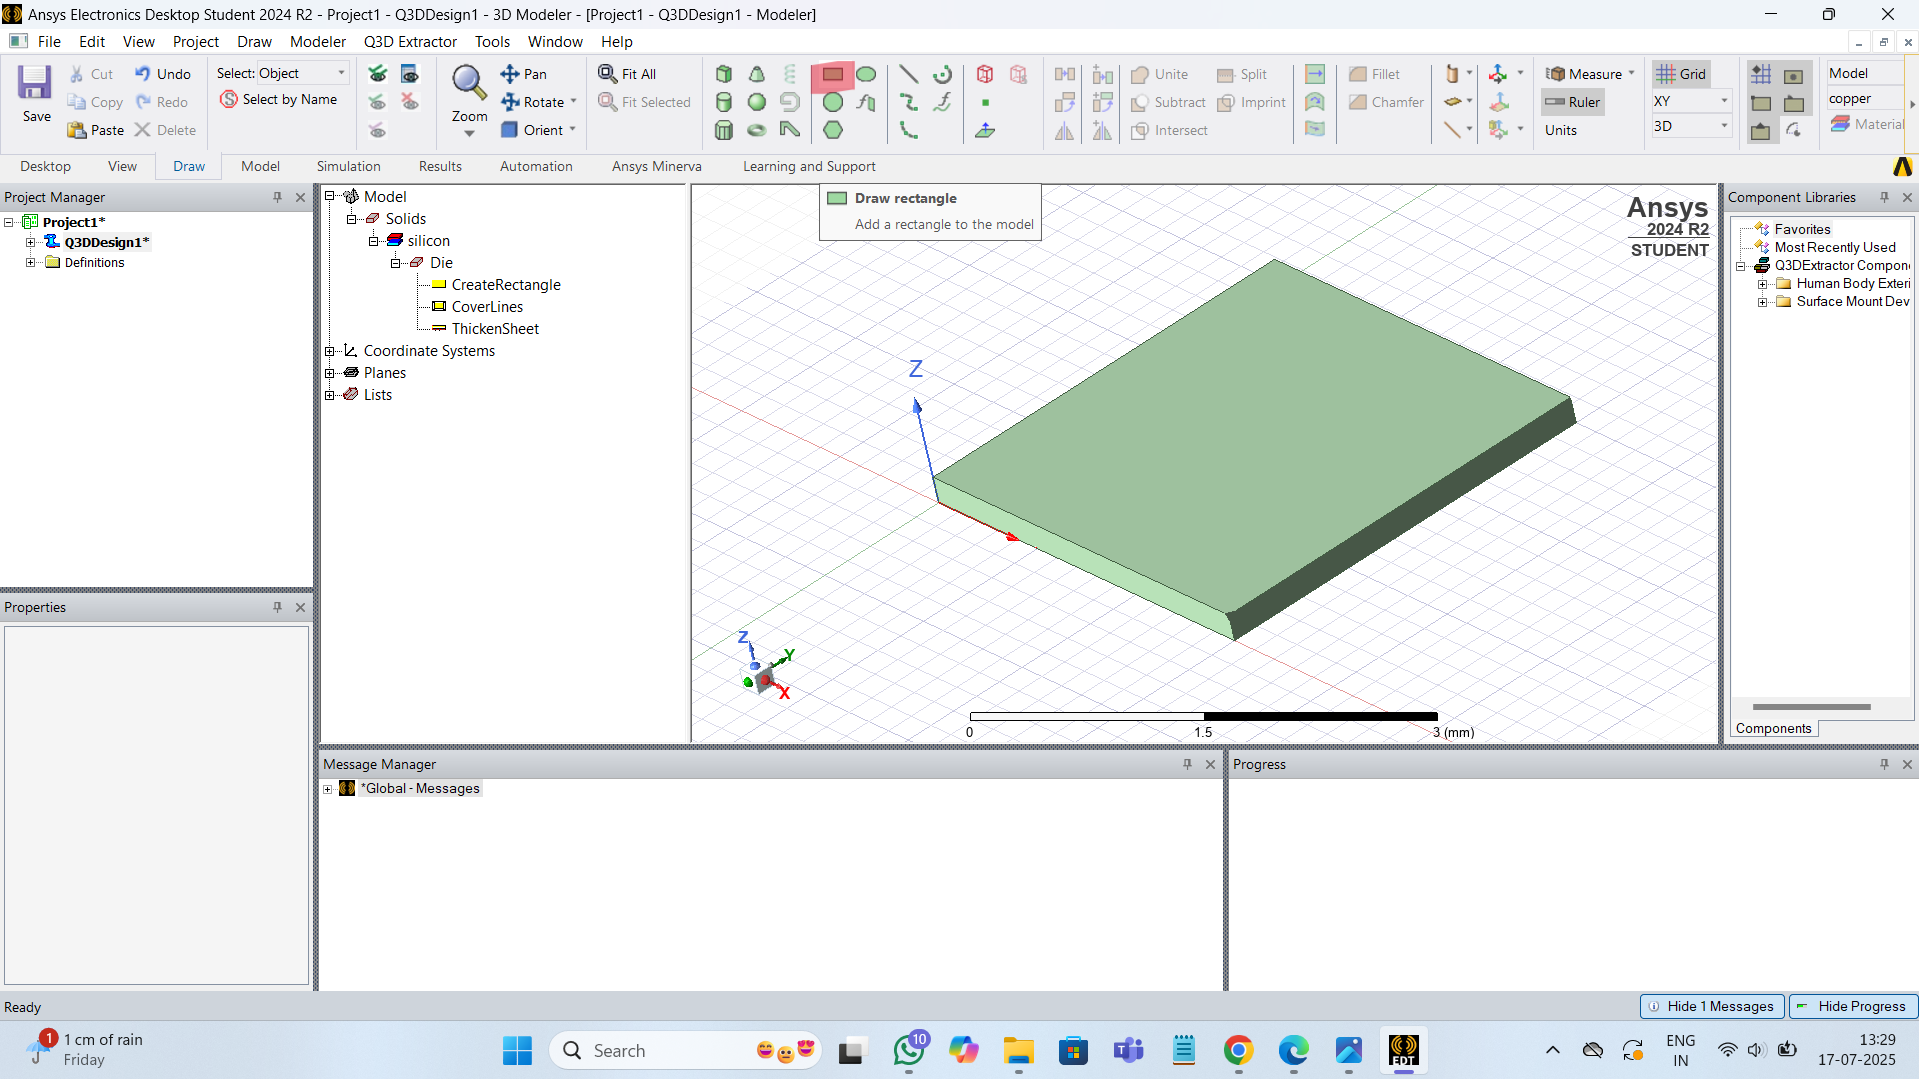 Ansys Electronics Desktop Student 2024 R2 - Project1 - Q3DDesign1 - 3D Modeler - [Project1 - Q3DDesign1 - Modeler]
File Edit View Project Draw Modeler Q3D Extractor Tools Window Help
Save
Cut
Copy
Paste
Undo
Redo
Delete
Select: Object
Select by Name
Zoom
Pan
Rotate
Orient
Fit All
Fit Selected
Unite
Subtract
Intersect
Split
Imprint
Fillet
Chamfer
Measure
Ruler
Units
Grid
XY
3D
Model
copper
Material
Desktop View Draw Model Simulation Results Automation Ansys Minerva Learning and Support
Project Manager
Project1*
Q3DDesign1*
Definitions
Properties
Model
Solids
silicon
Die
CreateRectangle
CoverLines
ThickenSheet
Coordinate Systems
Planes
Lists
Draw rectangle
Add a rectangle to the model
Ansys
2024 R2
STUDENT
Z
Z
Y
X
0 1.5 3 (mm)
Component Libraries
Favorites
Most Recently Used
Q3DExtractor Compon
Human Body Exteri
Surface Mount Dev
Components
Message Manager
*Global - Messages
Progress
Ready
Hide 1 Messages
Hide Progress
1
1 cm of rain
Friday
Search
10
EDT
ENG
IN
13:29
17-07-2025